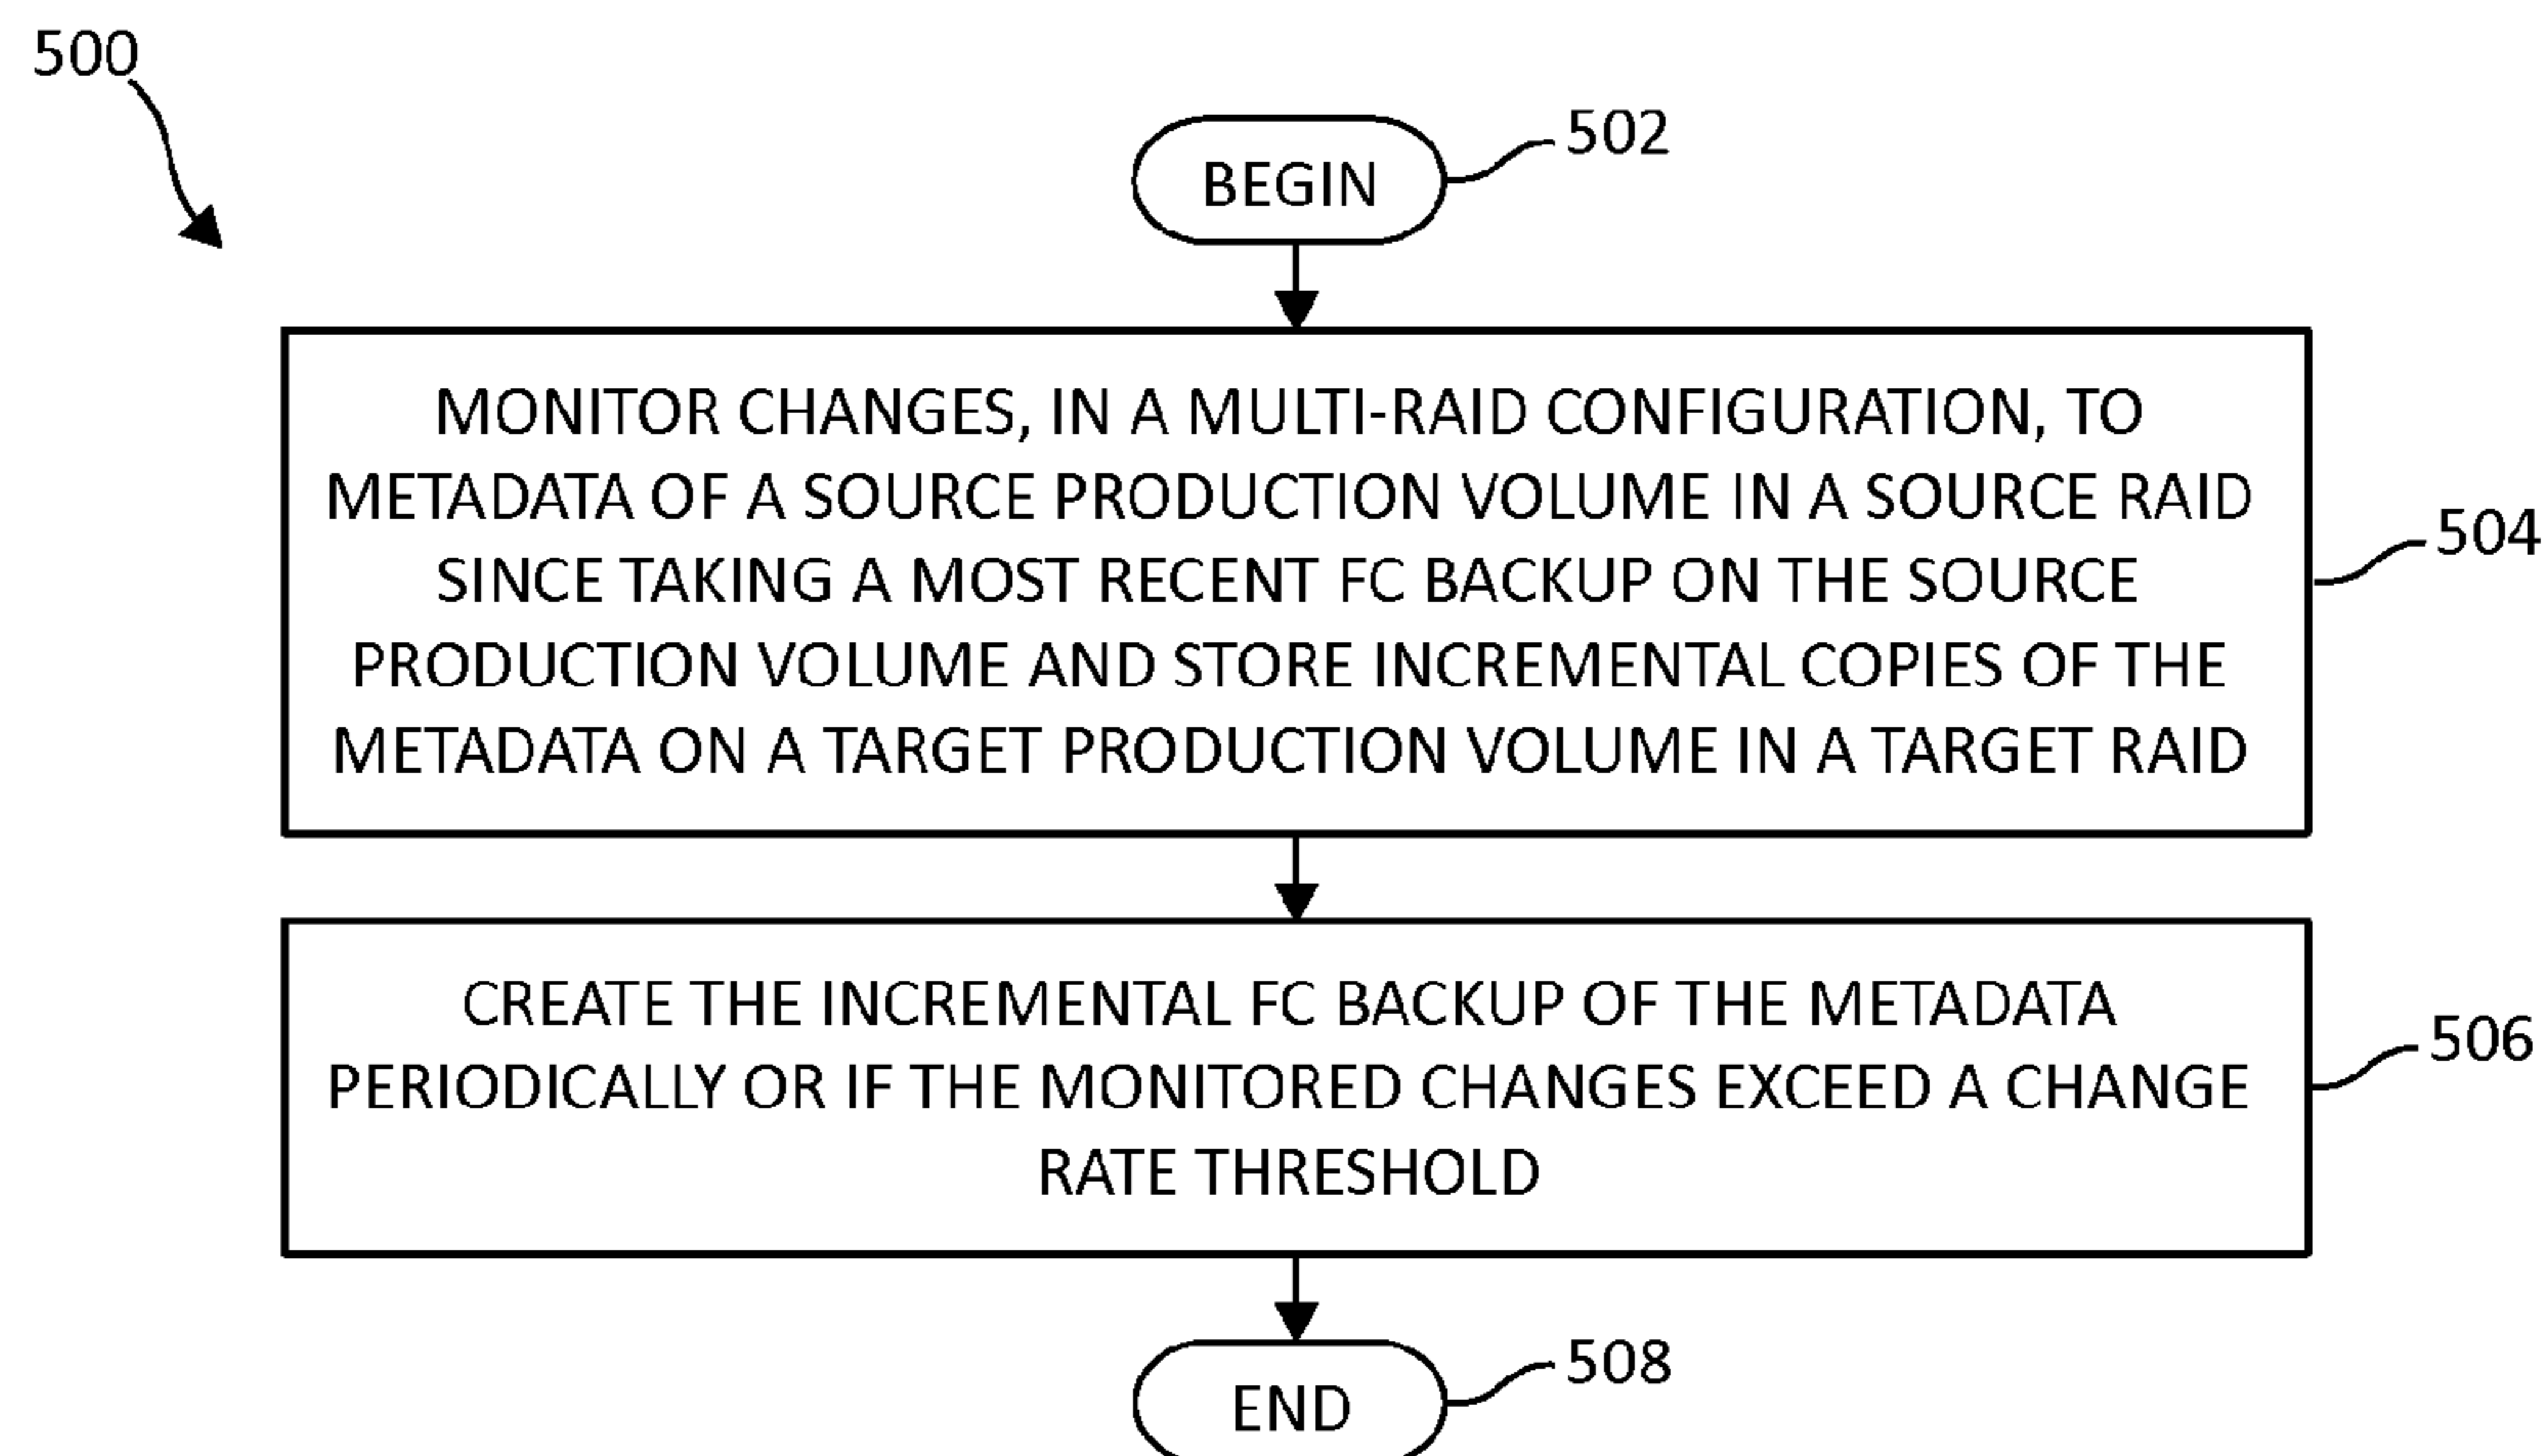 500
BEGIN
502
MONITOR CHANGES, IN A MULTI-RAID CONFIGURATION, TO
METADATA OF A SOURCE PRODUCTION VOLUME IN A SOURCE RAID
SINCE TAKING A MOST RECENT FC BACKUP ON THE SOURCE
PRODUCTION VOLUME AND STORE INCREMENTAL COPIES OF THE
METADATA ON A TARGET PRODUCTION VOLUME IN A TARGET RAID
504
CREATE THE INCREMENTAL FC BACKUP OF THE METADATA
PERIODICALLY OR IF THE MONITORED CHANGES EXCEED A CHANGE
RATE THRESHOLD
506
END
508